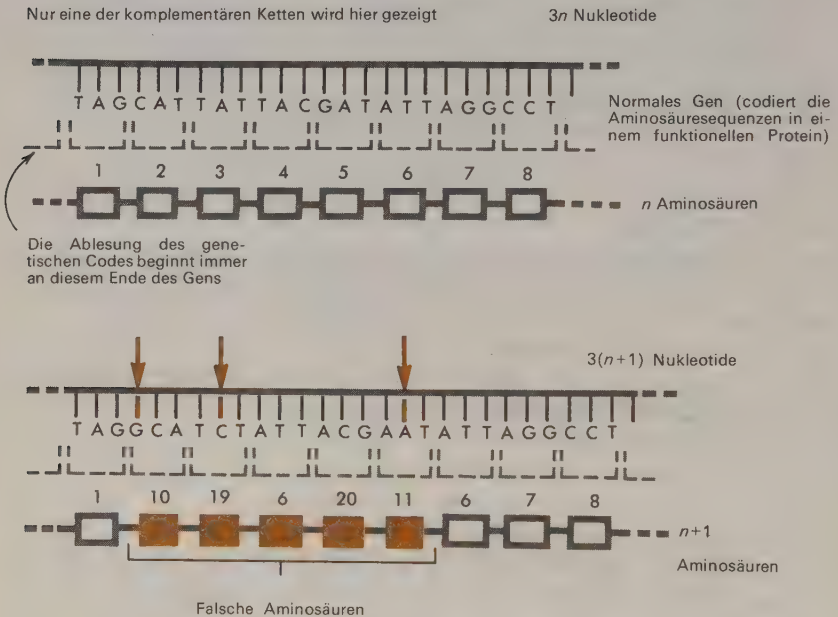 Nur eine der komplementären Ketten wird hier gezeigt
3n Nukleotide
TAGCATTATTACGATATTAGGCCT
Normales Gen (codiert die
Aminosäuresequenzen in ei-
nem funktionellen Protein)
1 2 3 4 5 6 7 8
n Aminosäuren
Die Ablesung des gene-
tischen Codes beginnt immer
an diesem Ende des Gens
3(n+1) Nukleotide
TAGGCATCTATTACGAATATTAGGCCT
1 10 19 6 20 11 6 7 8
n+1
Aminosäuren
Falsche Aminosäuren